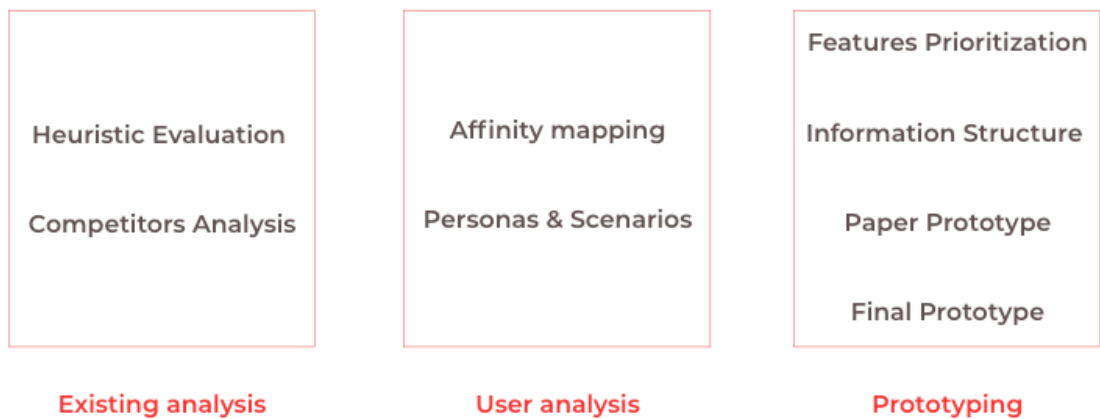 Heuristic Evaluation
Competitors Analysis
Existing analysis
Affinity mapping
Personas & Scenarios
User analysis
Features Prioritization
Information Structure
Paper Prototype
Final Prototype
Prototyping